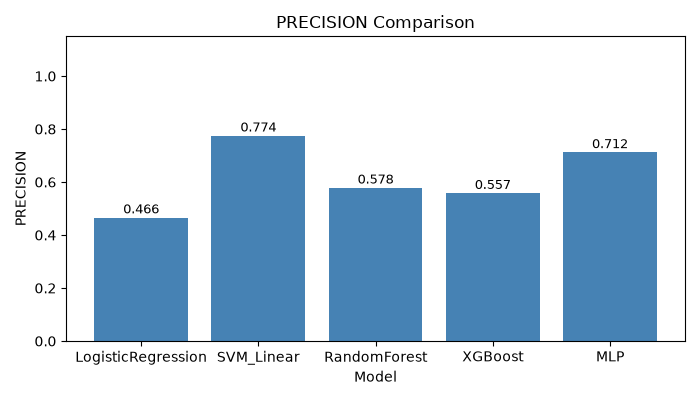 PRECISION Comparison
1.0
0.8
0.6
0.4
0.2
0.0
PRECISION
0.466
0.774
0.578
0.557
0.712
LogisticRegression SVM_Linear RandomForest XGBoost MLP
Model